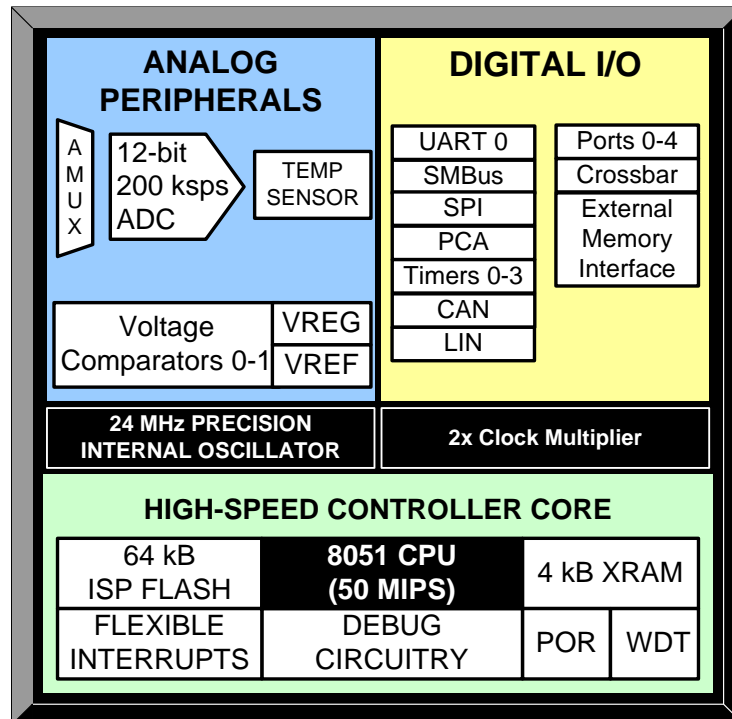 ANALOG
PERIPHERALS
A
M
U
X
12-bit
200 ksps
ADC
TEMP
SENSOR
Voltage
Comparators 0-1
VREG
VREF
DIGITAL I/O
UART 0
SMBus
SPI
PCA
Timers 0-3
CAN
LIN
Ports 0-4
Crossbar
External
Memory
Interface
24 MHz PRECISION
INTERNAL OSCILLATOR
2x Clock Multiplier
HIGH-SPEED CONTROLLER CORE
64 kB
ISP FLASH
8051 CPU
(50 MIPS)
4 kB XRAM
FLEXIBLE
INTERRUPTS
DEBUG
CIRCUITRY
POR
WDT